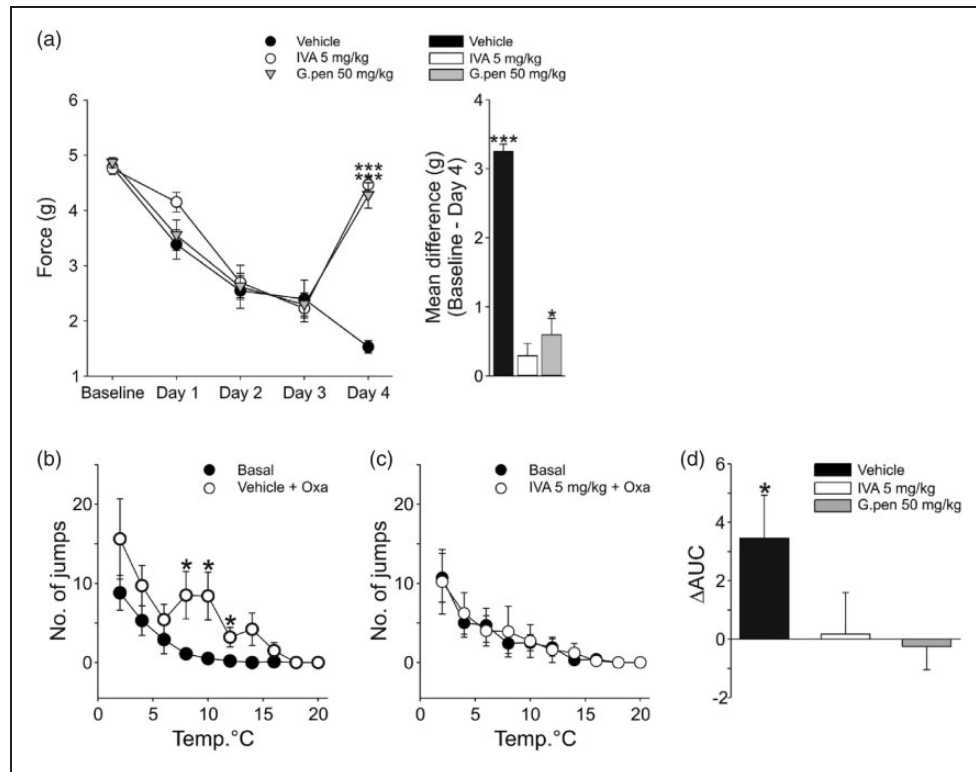 (a)
Vehicle
IVA 5 mg/kg
G.pen 50 mg/kg
Vehicle
IVA 5 mg/kg
G.pen 50 mg/kg
6
5
4
3
2
1
Force (g)
***
***
Baseline Day 1 Day 2 Day 3 Day 4
4
3
2
1
0
Mean difference (g)
(Baseline - Day 4)
***
*
(b)
Basal
Vehicle + Oxa
20
10
0
No. of jumps
* * *
0 5 10 15 20
Temp.°C
(c)
Basal
IVA 5 mg/kg + Oxa
20
10
0
No. of jumps
0 5 10 15 20
Temp.°C
(d)
Vehicle
IVA 5 mg/kg
G.pen 50 mg/kg
6
4
2
0
-2
ΔAUC
*